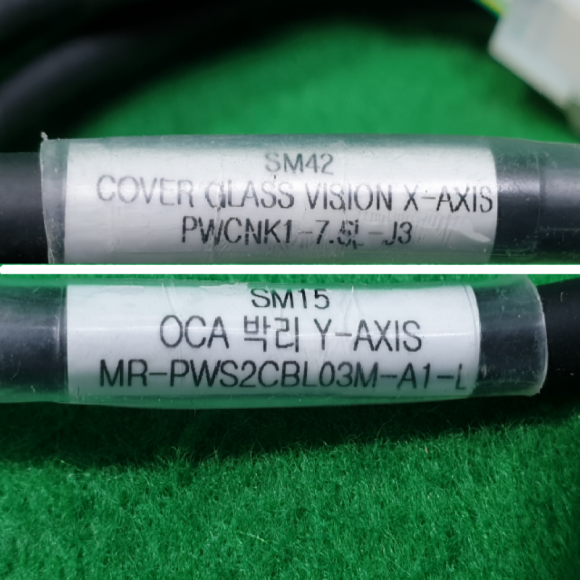 SM42
COVER GLASS VISION X-AXIS
PWCNK1-7.5L-J3
SM15
OCA 박리 Y-AXIS
MR-PWS2CBL03M-A1-L